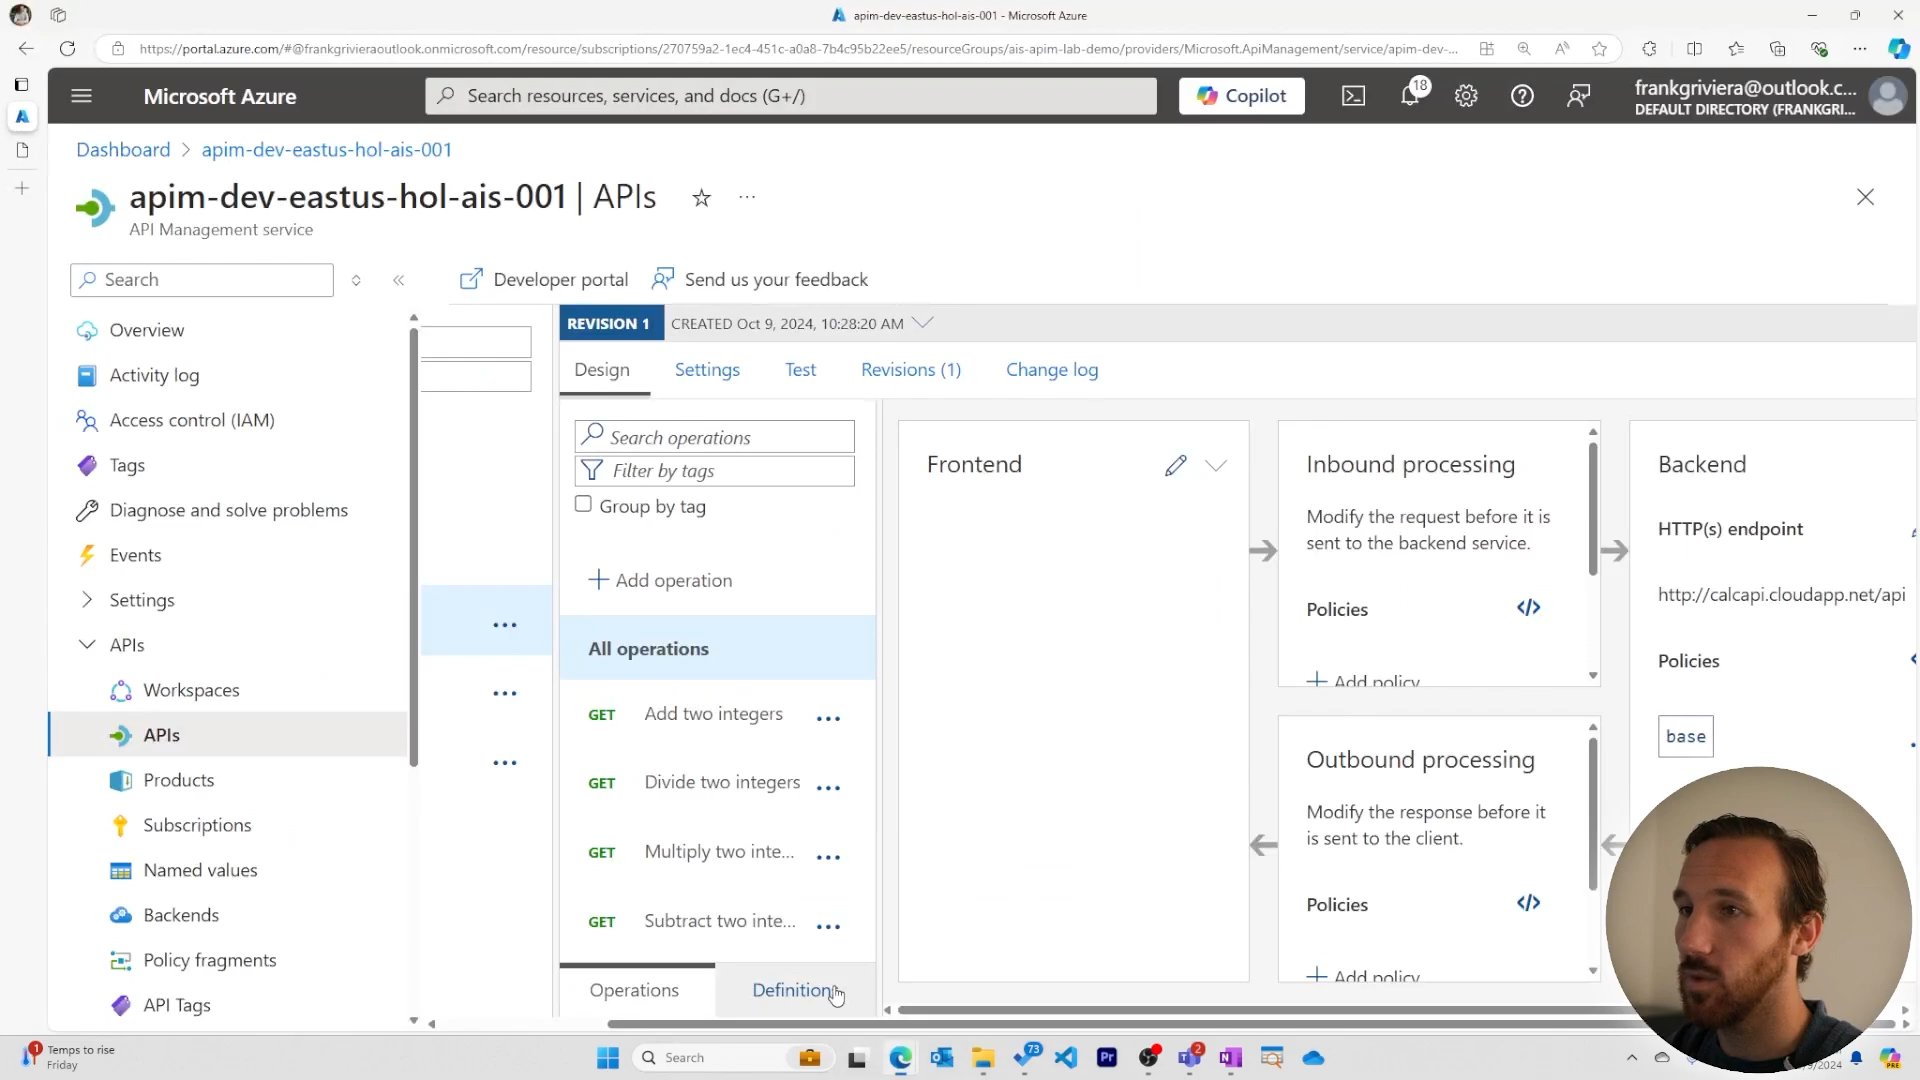 apim-dev-eastus-hol-ais-001 - Microsoft Azure
https://portal.azure.com/#@frankgrivieraoutlook.onmicrosoft.com/resource/subscriptions/270759a2-1ec4-451c-a0a8-7b4c95b22ee5/resourceGroups/ais-apim-lab-demo/providers/Microsoft.ApiManagement/service/apim-dev-...
Microsoft Azure
Search resources, services, and docs (G+/)
Copilot
18
frankgriviera@outlook.c...
DEFAULT DIRECTORY (FRANKGRI...
Dashboard > apim-dev-eastus-hol-ais-001
apim-dev-eastus-hol-ais-001 | APIs
API Management service
Search
Developer portal
Send us your feedback
Overview
Activity log
Access control (IAM)
Tags
Diagnose and solve problems
Events
Settings
APIs
Workspaces
APIs
Products
Subscriptions
Named values
Backends
Policy fragments
API Tags
REVISION 1
CREATED Oct 9, 2024, 10:28:20 AM
Design
Settings
Test
Revisions (1)
Change log
Search operations
Filter by tags
Group by tag
+ Add operation
All operations
GET Add two integers ...
GET Divide two integers ...
GET Multiply two inte... ...
GET Subtract two inte... ...
Operations
Definition
Frontend
Inbound processing
Modify the request before it is
sent to the backend service.
Policies </>
+ Add policy
Outbound processing
Modify the response before it
is sent to the client.
Policies </>
+ Add policy
Backend
HTTP(s) endpoint
http://calcapi.cloudapp.net/api
Policies
base
1
Temps to rise
Friday
Search
73
Pr
2
9/2024
PRE